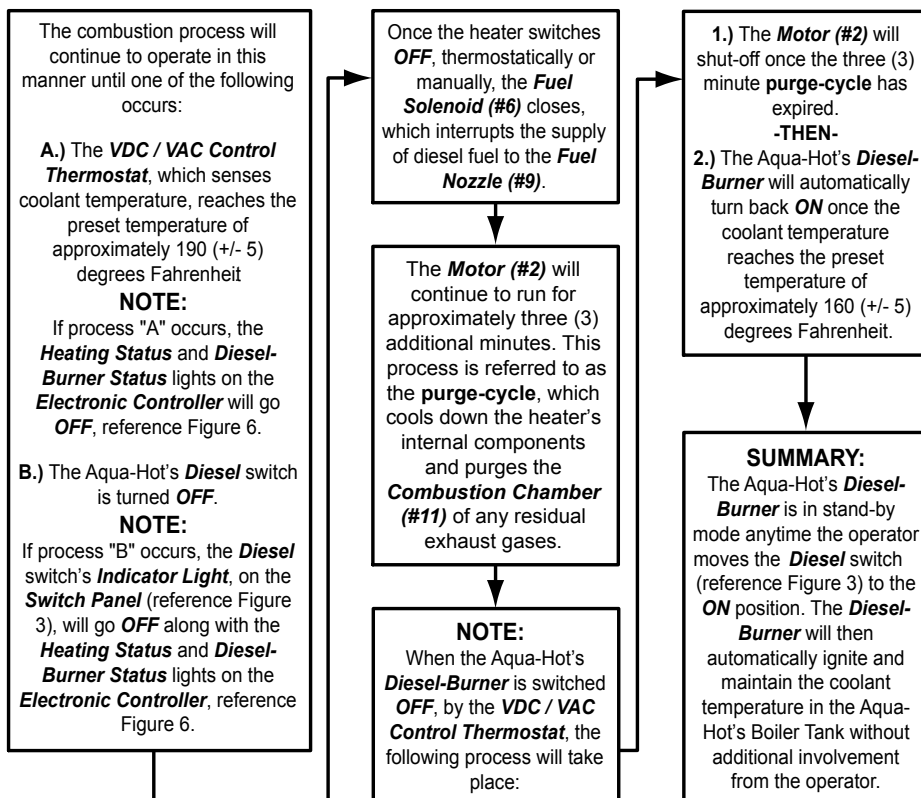 The combustion process will
continue to operate in this
manner until one of the following
occurs:
A.) The VDC / VAC Control
Thermostat, which senses
coolant temperature, reaches the
preset temperature of
approximately 190 (+/- 5)
degrees Fahrenheit
NOTE:
If process "A" occurs, the
Heating Status and Diesel-
Burner Status lights on the
Electronic Controller will go
OFF, reference Figure 6.
B.) The Aqua-Hot's Diesel switch
is turned OFF.
NOTE:
If process "B" occurs, the Diesel
switch's Indicator Light, on the
Switch Panel (reference Figure
3), will go OFF along with the
Heating Status and Diesel-
Burner Status lights on the
Electronic Controller, reference
Figure 6.
Once the heater switches
OFF, thermostatically or
manually, the Fuel
Solenoid (#6) closes,
which interrupts the supply
of diesel fuel to the Fuel
Nozzle (#9).
The Motor (#2) will
continue to run for
approximately three (3)
additional minutes. This
process is referred to as
the purge-cycle, which
cools down the heater's
internal components
and purges the
Combustion Chamber
(#11) of any residual
exhaust gases.
NOTE:
When the Aqua-Hot's
Diesel-Burner is switched
OFF, by the VDC / VAC
Control Thermostat, the
following process will take
place:
1.) The Motor (#2) will
shut-off once the three (3)
minute purge-cycle has
expired.
-THEN-
2.) The Aqua-Hot's Diesel-
Burner will automatically
turn back ON once the
coolant temperature
reaches the preset
temperature of
approximately 160 (+/- 5)
degrees Fahrenheit.
SUMMARY:
The Aqua-Hot's Diesel-
Burner is in stand-by
mode anytime the operator
moves the Diesel switch
(reference Figure 3) to the
ON position. The Diesel-
Burner will then
automatically ignite and
maintain the coolant
temperature in the Aqua-
Hot's Boiler Tank without
additional involvement
from the operator.